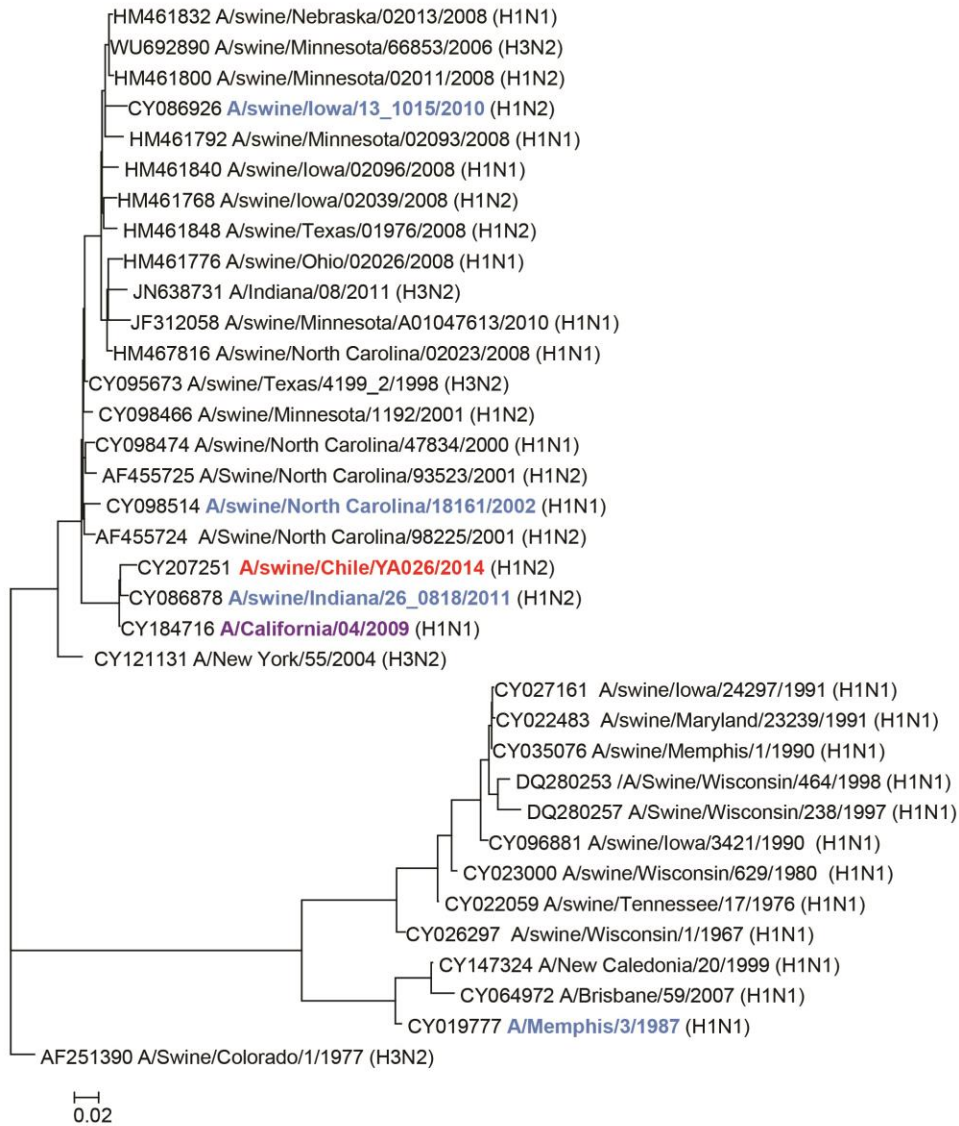 HM461832 A/swine/Nebraska/02013/2008 (H1N1)
WU692890 A/swine/Minnesota/66853/2006 (H3N2)
HM461800 A/swine/Minnesota/02011/2008 (H1N2)
CY086926 A/swine/Iowa/13_1015/2010 (H1N2)
HM461792 A/swine/Minnesota/02093/2008 (H1N1)
HM461840 A/swine/Iowa/02096/2008 (H1N1)
HM461768 A/swine/Iowa/02039/2008 (H1N2)
HM461848 A/swine/Texas/01976/2008 (H1N2)
HM461776 A/swine/Ohio/02026/2008 (H1N1)
JN638731 A/Indiana/08/2011 (H3N2)
JF312058 A/swine/Minnesota/A01047613/2010 (H1N1)
HM467816 A/swine/North Carolina/02023/2008 (H1N1)
CY095673 A/swine/Texas/4199_2/1998 (H3N2)
CY098466 A/swine/Minnesota/1192/2001 (H1N2)
CY098474 A/swine/North Carolina/47834/2000 (H1N1)
AF455725 A/Swine/North Carolina/93523/2001 (H1N2)
CY098514 A/swine/North Carolina/18161/2002 (H1N1)
AF455724 A/Swine/North Carolina/98225/2001 (H1N2)
CY207251 A/swine/Chile/YA026/2014 (H1N2)
CY086878 A/swine/Indiana/26_0818/2011 (H1N2)
CY184716 A/California/04/2009 (H1N1)
CY121131 A/New York/55/2004 (H3N2)
CY027161 A/swine/Iowa/24297/1991 (H1N1)
CY022483 A/swine/Maryland/23239/1991 (H1N1)
CY035076 A/swine/Memphis/1/1990 (H1N1)
DQ280253 /A/Swine/Wisconsin/464/1998 (H1N1)
DQ280257 A/Swine/Wisconsin/238/1997 (H1N1)
CY096881 A/swine/Iowa/3421/1990 (H1N1)
CY023000 A/swine/Wisconsin/629/1980 (H1N1)
CY022059 A/swine/Tennessee/17/1976 (H1N1)
CY026297 A/swine/Wisconsin/1/1967 (H1N1)
CY147324 A/New Caledonia/20/1999 (H1N1)
CY064972 A/Brisbane/59/2007 (H1N1)
CY019777 A/Memphis/3/1987 (H1N1)
AF251390 A/Swine/Colorado/1/1977 (H3N2)
0.02